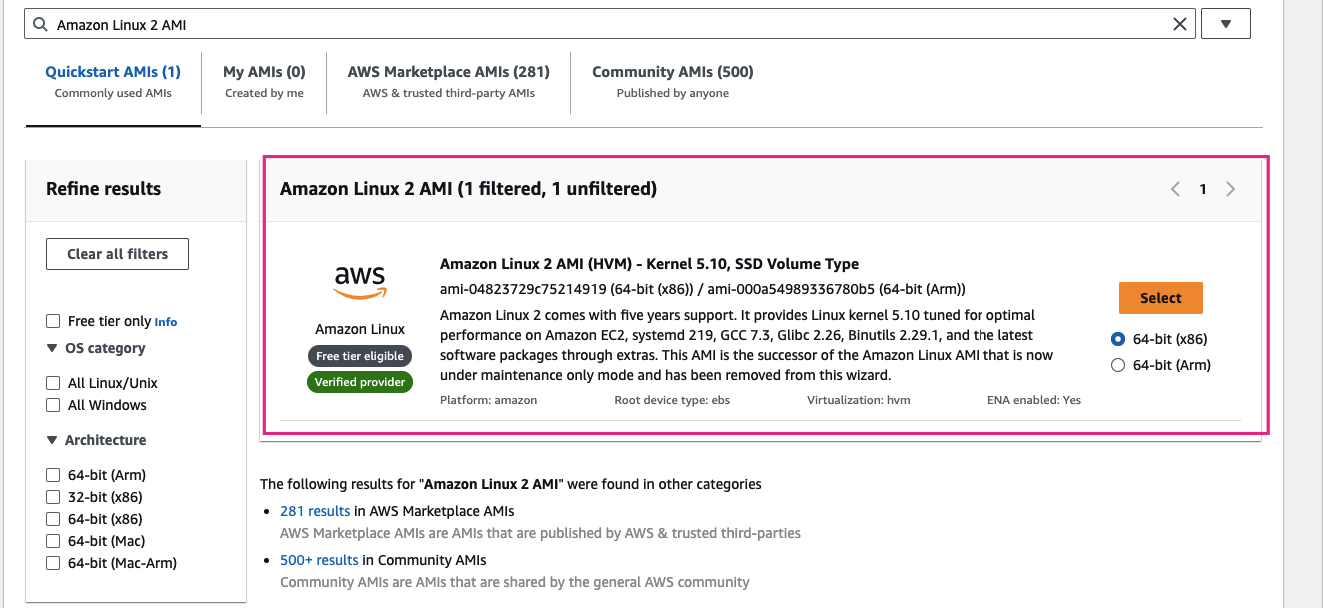 Amazon Linux 2 AMI
Quickstart AMIs (1)
Commonly used AMIs
My AMIs (0)
Created by me
AWS Marketplace AMIs (281)
AWS & trusted third-party AMIs
Community AMIs (500)
Published by anyone
Refine results
Clear all filters
Free tier only Info
OS category
All Linux/Unix
All Windows
Architecture
64-bit (Arm)
32-bit (x86)
64-bit (x86)
64-bit (Mac)
64-bit (Mac-Arm)
Amazon Linux 2 AMI (1 filtered, 1 unfiltered)
1
aws
Amazon Linux
Free tier eligible
Verified provider
Amazon Linux 2 AMI (HVM) - Kernel 5.10, SSD Volume Type
ami-04823729c75214919 (64-bit (x86)) / ami-000a54989336780b5 (64-bit (Arm))
Amazon Linux 2 comes with five years support. It provides Linux kernel 5.10 tuned for optimal
performance on Amazon EC2, systemd 219, GCC 7.3, Glibc 2.26, Binutils 2.29.1, and the latest
software packages through extras. This AMI is the successor of the Amazon Linux AMI that is now
under maintenance only mode and has been removed from this wizard.
Platform: amazon
Root device type: ebs
Virtualization: hvm
ENA enabled: Yes
Select
64-bit (x86)
64-bit (Arm)
The following results for "Amazon Linux 2 AMI" were found in other categories
281 results in AWS Marketplace AMIs
AWS Marketplace AMIs are AMIs that are published by AWS & trusted third-parties
500+ results in Community AMIs
Community AMIs are AMIs that are shared by the general AWS community